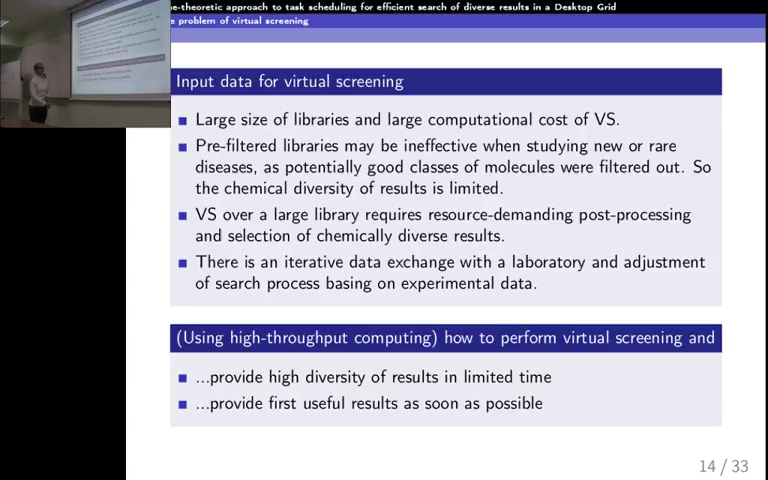 e-theoretic approach to task scheduling for efficient search of diverse results in a Desktop Grid
e problem of virtual screening
Input data for virtual screening
Large size of libraries and large computational cost of VS.
Pre-filtered libraries may be ineffective when studying new or rare
diseases, as potentially good classes of molecules were filtered out. So
the chemical diversity of results is limited.
VS over a large library requires resource-demanding post-processing
and selection of chemically diverse results.
There is an iterative data exchange with a laboratory and adjustment
of search process basing on experimental data.
(Using high-throughput computing) how to perform virtual screening and
...provide high diversity of results in limited time
...provide first useful results as soon as possible
14 / 33